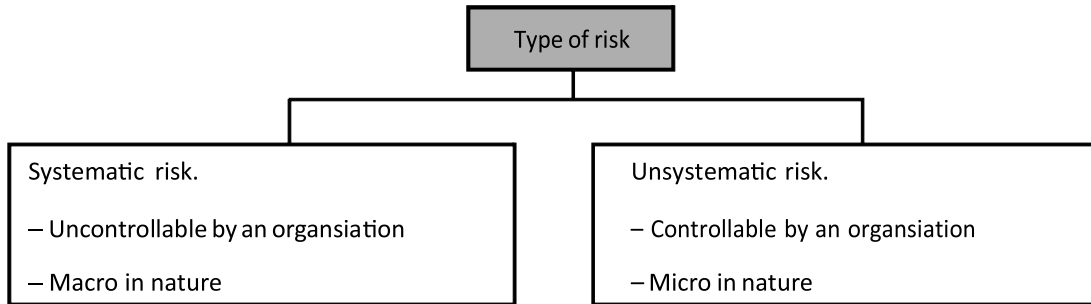 Type of risk
Systematic risk.
– Uncontrollable by an organsiation
– Macro in nature
Unsystematic risk.
– Controllable by an organsiation
– Micro in nature